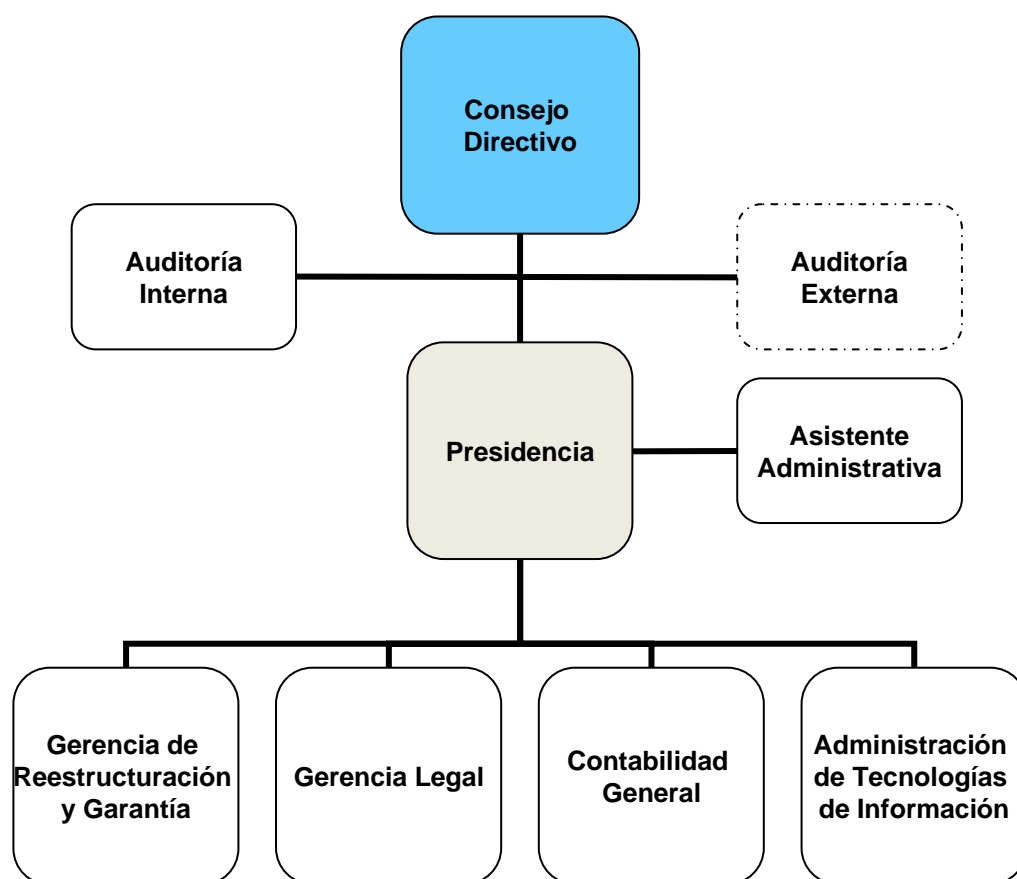 Consejo
Directivo
Auditoría
Interna
Auditoría
Externa
Presidencia
Asistente
Administrativa
Gerencia de
Reestructuración
y Garantía
Gerencia Legal
Contabilidad
General
Administración
de Tecnologías
de Información